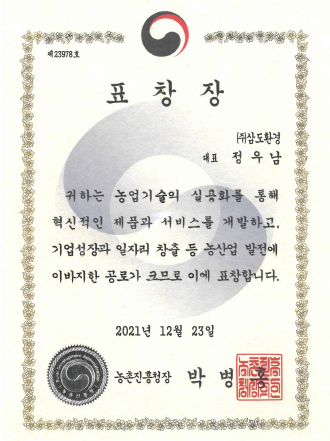 제23978호
표창장
㈜삼도환경
대표 정우남
귀하는 농업기술의 실용화를 통해
혁신적인 제품과 서비스를 개발하고,
기업성장과 일자리 창출 등 농산업 발전에
이바지한 공로가 크므로 이에 표창합니다.
2021년 12월 23일
농촌진흥청장 박병홍